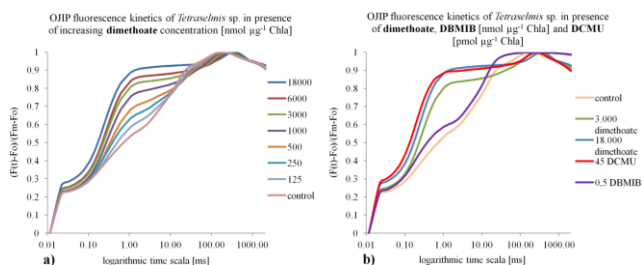 OJIP fluorescence kinetics of Tetraselmis sp. in presence
of increasing dimethoate concentration [nmol µg⁻¹ Chla]
(F(t)-Fo)/(Fm-Fo)
1
0.9
0.8
0.7
0.6
0.5
0.4
0.3
0.2
0.1
0
0.01
0.10
1.00
10.00
100.00
1000.00
logarithmic time scala [ms]
a)
18000
6000
3000
1000
500
250
125
control
OJIP fluorescence kinetics of Tetraselmis sp. in presence
of dimethoate, DBMIB [nmol µg⁻¹ Chla] and DCMU
[pmol µg⁻¹ Chla]
(F(t)-Fo)/(Fm-Fo)
1
0.9
0.8
0.7
0.6
0.5
0.4
0.3
0.2
0.1
0
0.01
0.10
1.00
10.00
100.00
1000.00
logarithmic time scala [ms]
b)
control
3.000
dimethoate
18.000
dimethoate
45 DCMU
0,5 DBMIB